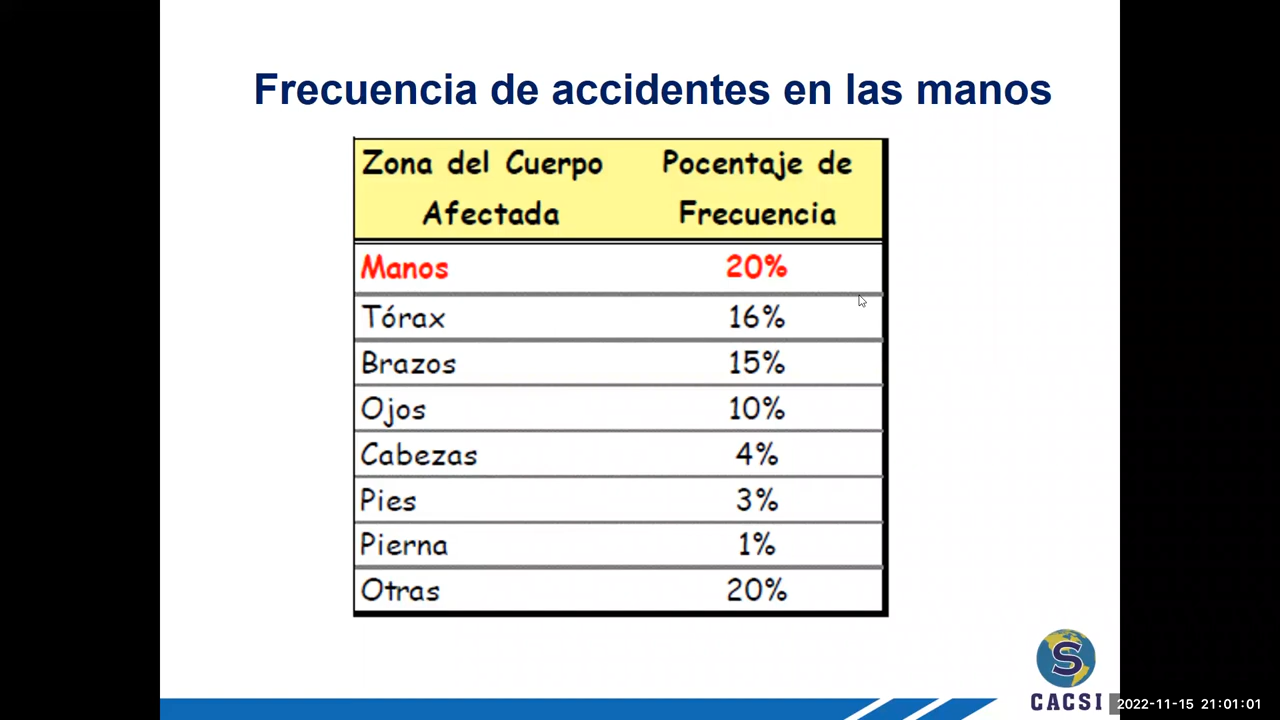 Frecuencia de accidentes en las manos
Zona del Cuerpo Afectada Pocentaje de Frecuencia
Manos 20%
Tórax 16%
Brazos 15%
Ojos 10%
Cabezas 4%
Pies 3%
Pierna 1%
Otras 20%
S
CACSI
2022-11-15 21:01:01